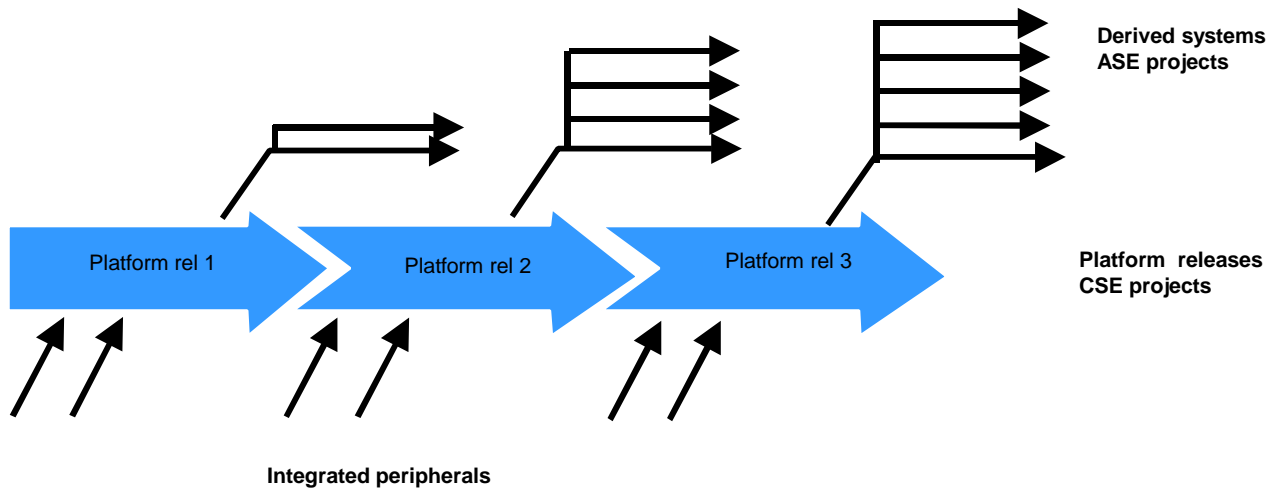 Derived systems
ASE projects
Platform rel 1
Platform rel 2
Platform rel 3
Platform releases
CSE projects
Integrated peripherals